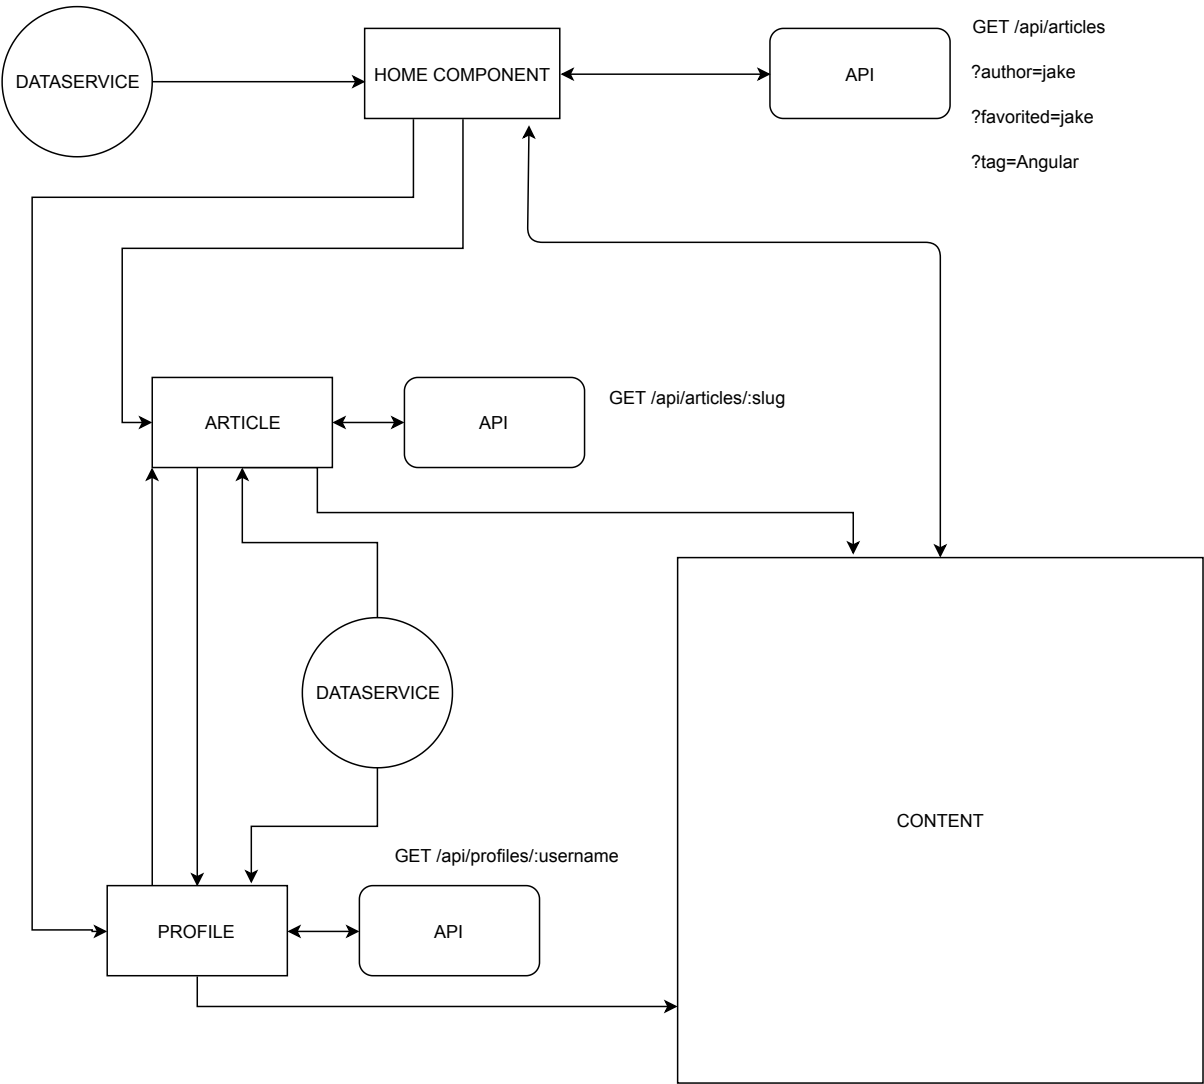 DATASERVICE
HOME COMPONENT
API
GET /api/articles
?author=jake
?favorited=jake
?tag=Angular
ARTICLE
API
GET /api/articles/:slug
DATASERVICE
CONTENT
GET /api/profiles/:username
PROFILE
API